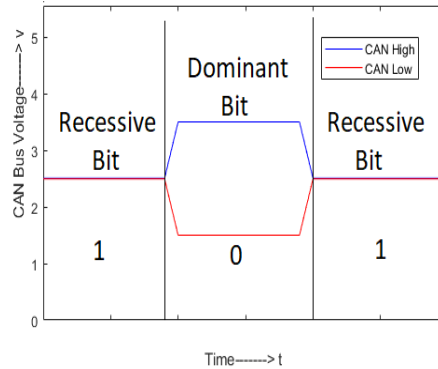 CAN Bus Voltage------> v
5
4
3
2
1
0
CAN High
CAN Low
Dominant
Bit
Recessive
Bit
Recessive
Bit
1
0
1
Time-------> t